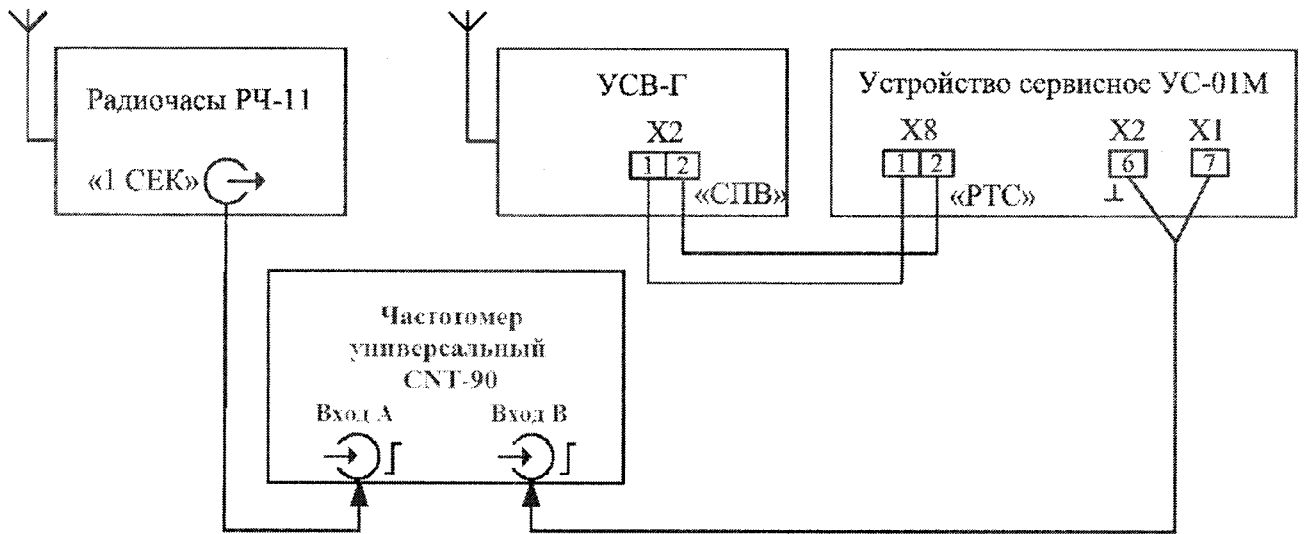 Радиочасы РЧ-11
«1 СЕК»
УСВ-Г
X2
1 2
«СПВ»
Устройство сервисное УС-01М
X8 X2 X1
1 2 6 7
«РТС» ⊥
Частотомер
универсальный
CNT-90
Вход А Вход В